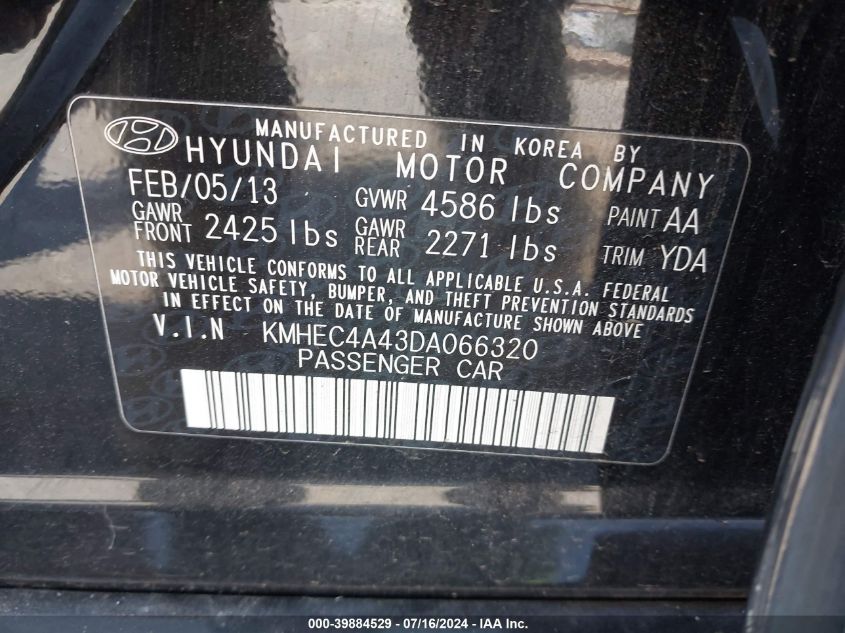 MANUFACTURED IN KOREA BY
HYUNDAI MOTOR COMPANY
FEB/05/13 GVWR 4586 lbs PAINT AA
GAWR FRONT 2425 lbs GAWR REAR 2271 lbs TRIM YDA
THIS VEHICLE CONFORMS TO ALL APPLICABLE U.S.A. FEDERAL
MOTOR VEHICLE SAFETY, BUMPER, AND THEFT PREVENTION STANDARDS
IN EFFECT ON THE DATE OF MANUFACTURE SHOWN ABOVE
V.I.N KMHEC4A43DA066320
PASSENGER CAR
000-39884529 - 07/16/2024 - IAA Inc.